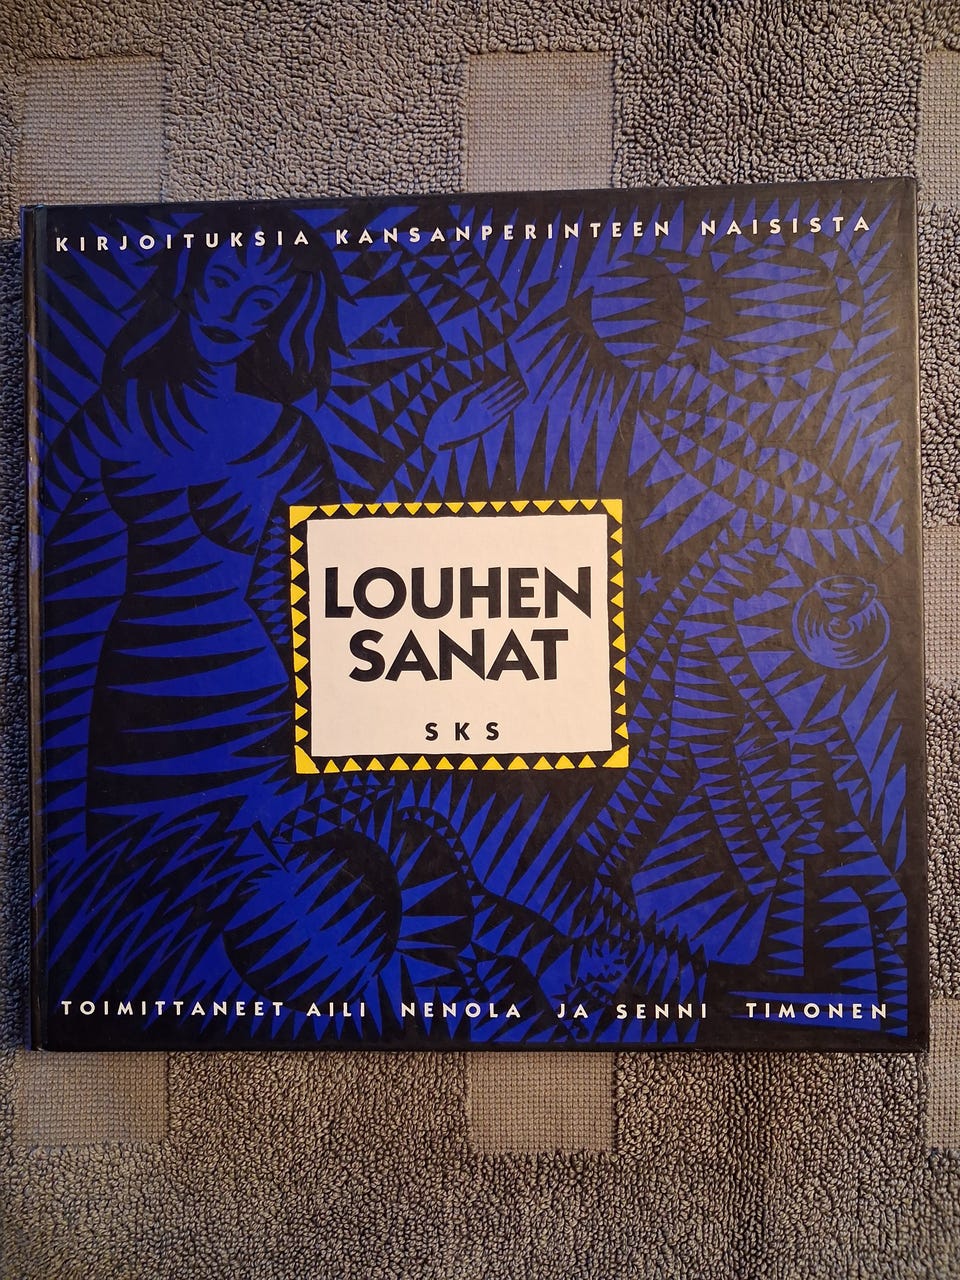 KIRJOITUKSIA KANSANPERINTEEN NAISISTA
LOUHEN
SANAT
SKS
TOIMITTANEET AILI NENOLA JA SENNI TIMONEN